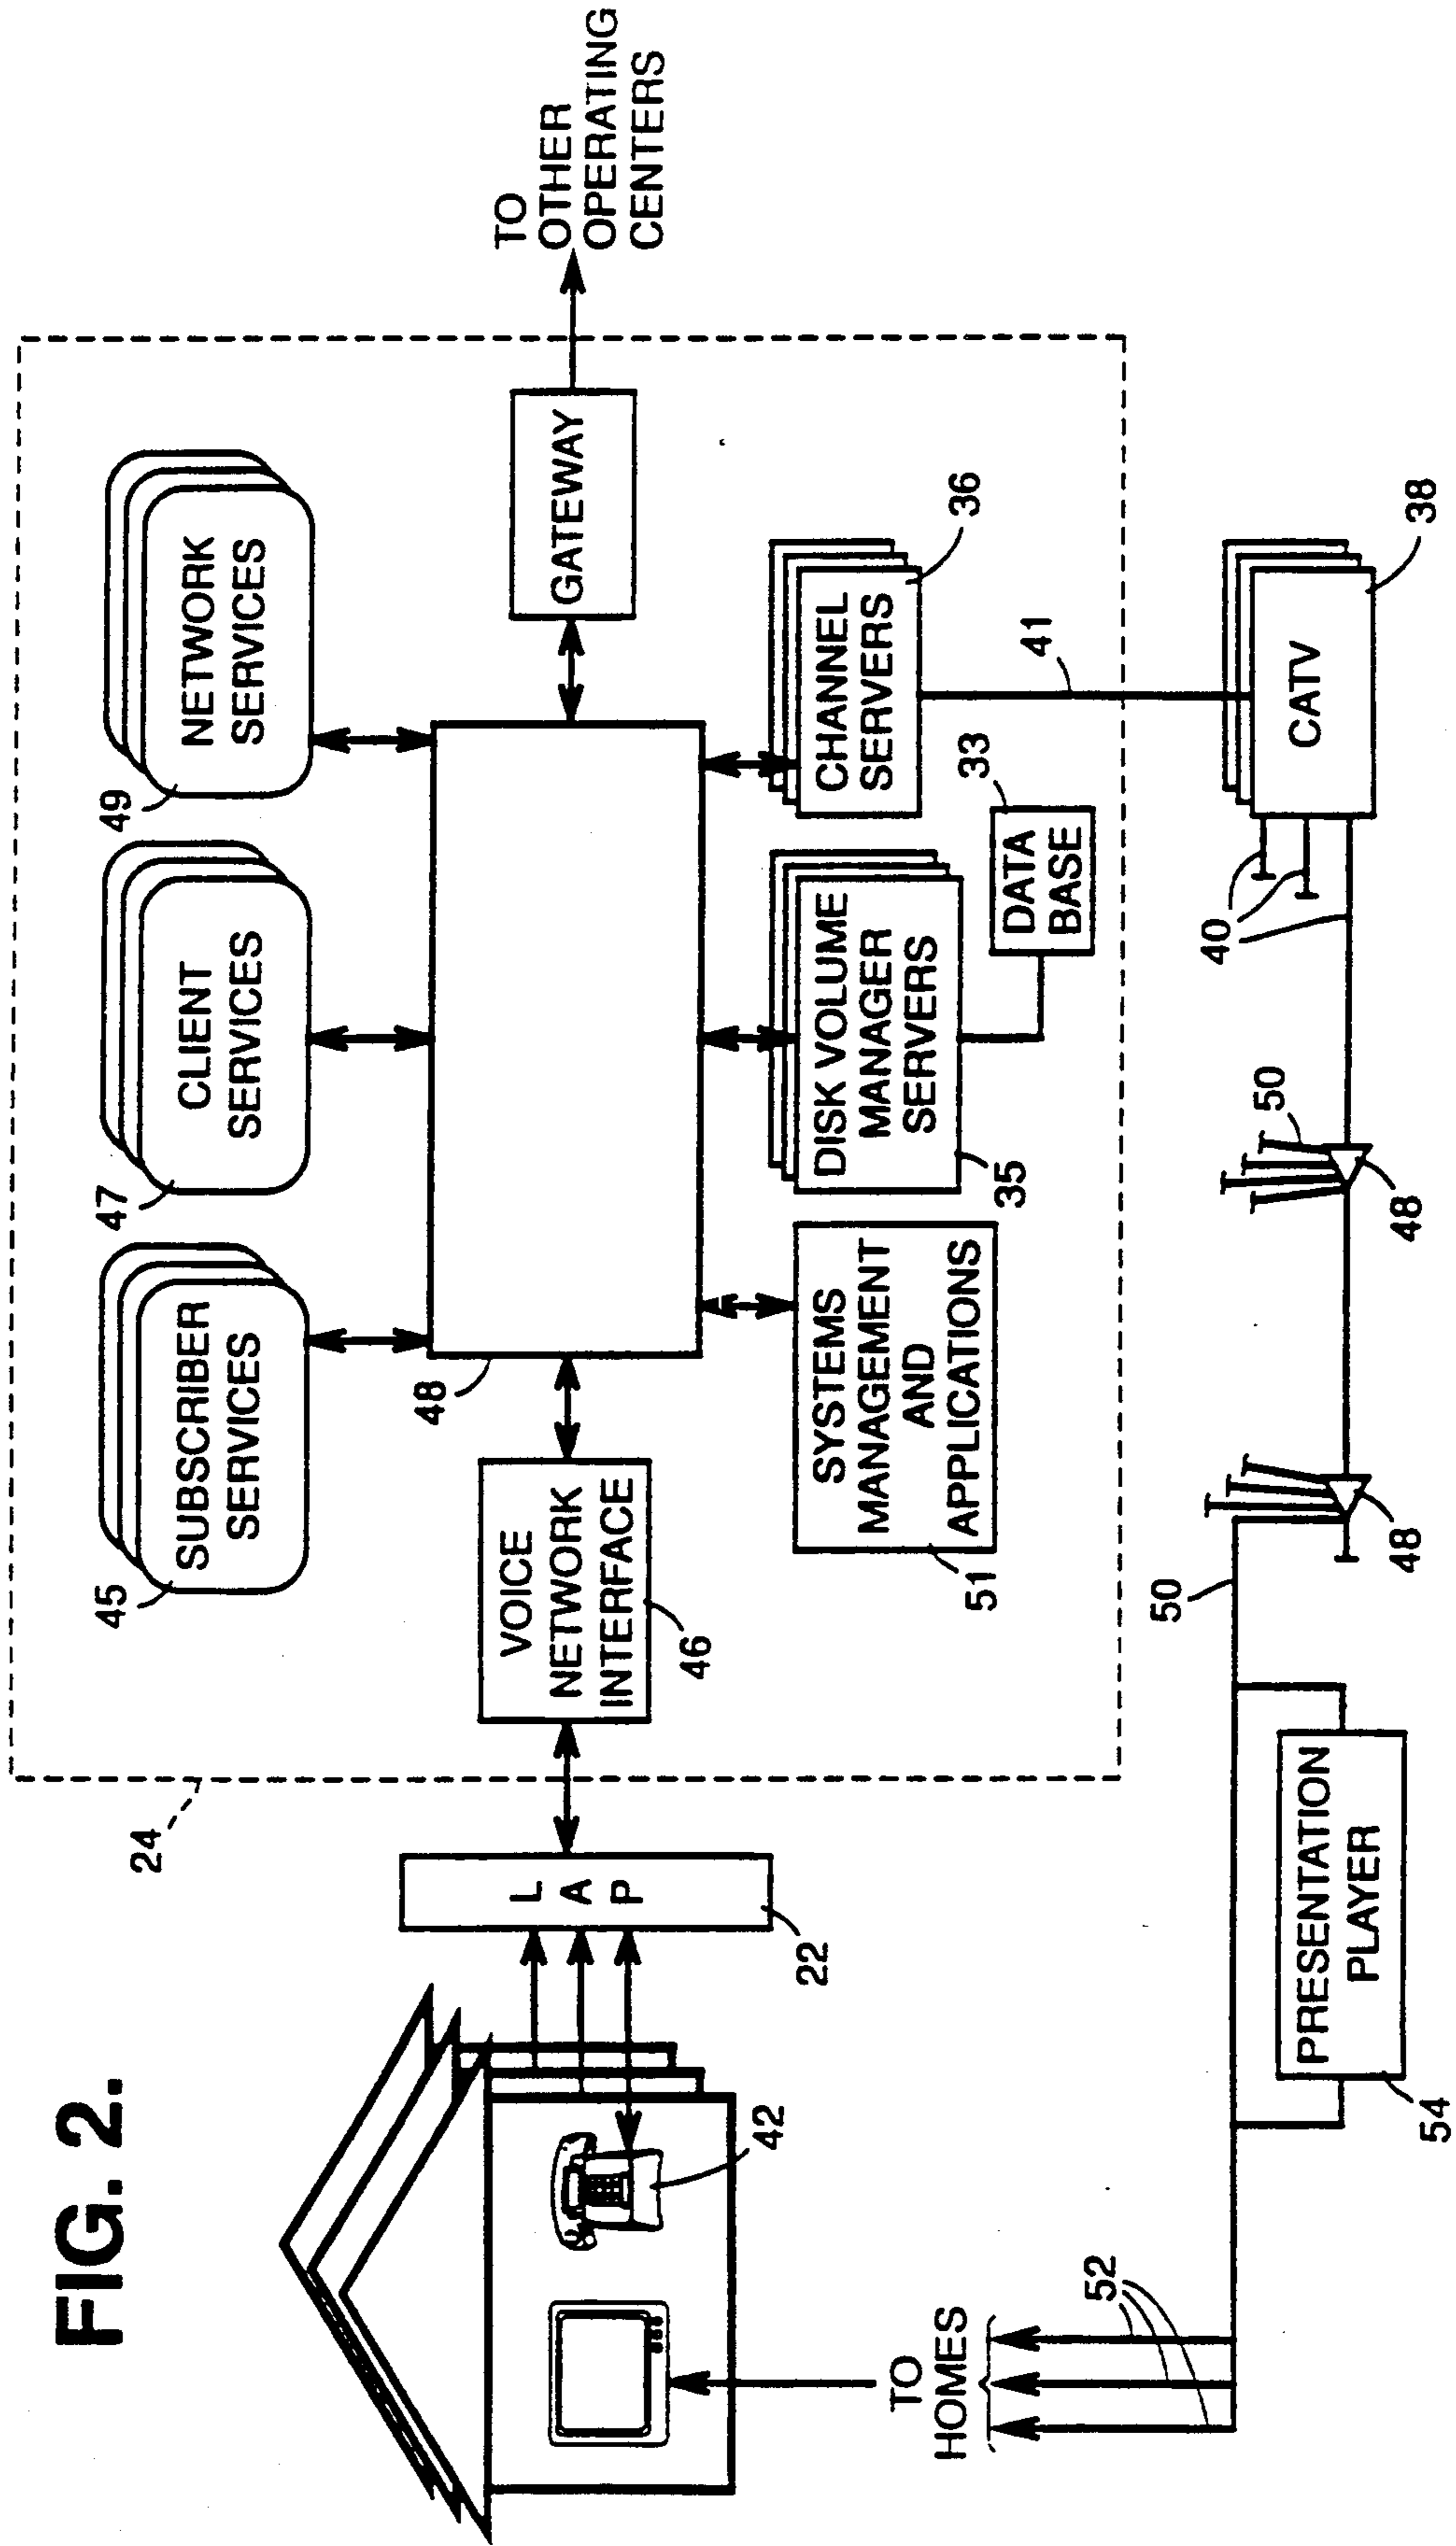 FIG. 2.
24
45
SUBSCRIBER
SERVICES
47
CLIENT
SERVICES
49
NETWORK
SERVICES
L
A
P
22
VOICE
NETWORK
INTERFACE
46
48
GATEWAY
TO
OTHER
OPERATING
CENTERS
42
SYSTEMS
MANAGEMENT
AND
APPLICATIONS
51
DISK VOLUME
MANAGER
SERVERS
35
DATA
BASE
33
CHANNEL
SERVERS
36
41
TO
HOMES
52
50
48
50
48
40
CATV
38
PRESENTATION
PLAYER
54